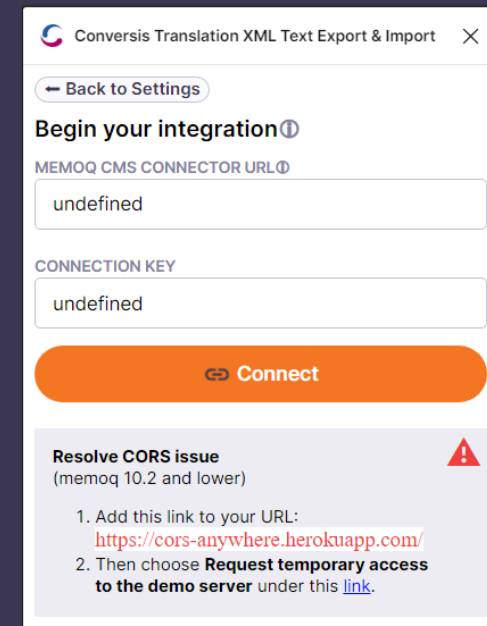 Conversis Translation XML Text Export & Import
Back to Settings
Begin your integration
MEMOQ CMS CONNECTOR URL
undefined
CONNECTION KEY
undefined
Connect
Resolve CORS issue
(memoq 10.2 and lower)
1. Add this link to your URL:
https://cors-anywhere.herokuapp.com/
2. Then choose Request temporary access
to the demo server under this link.